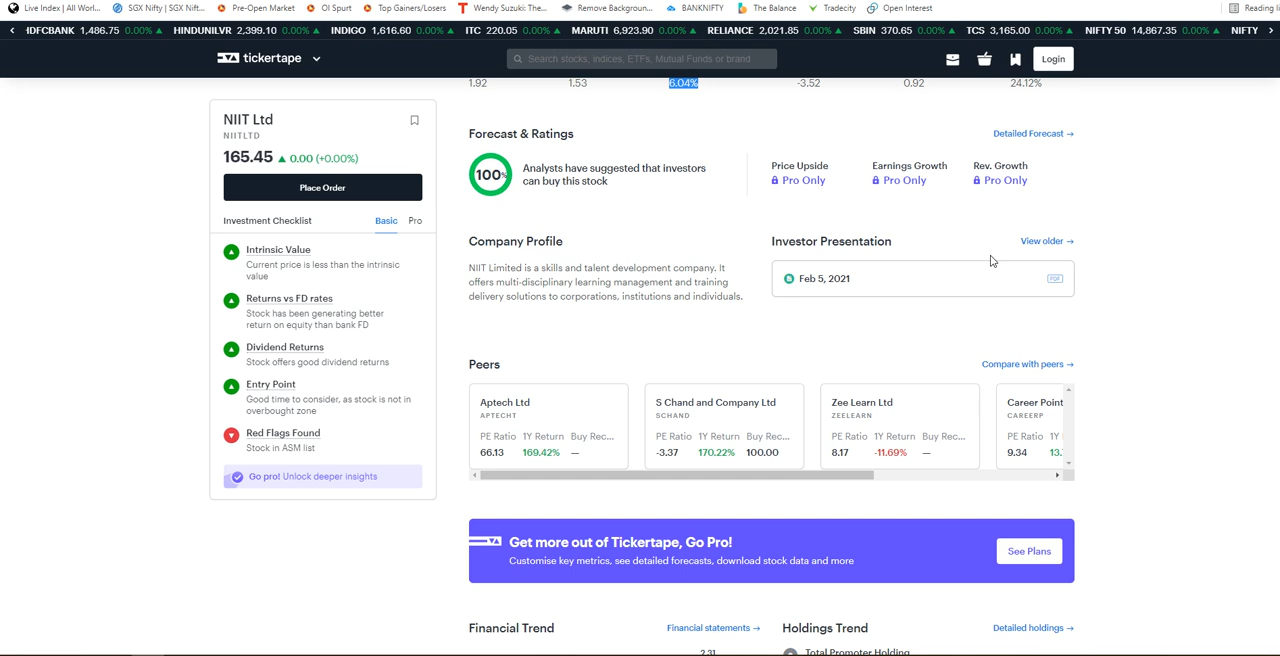 Live Index | All Worl...
SGX Nifty | SGX Nift...
Pre-Open Market
OI Spurt
Top Gainers/Losers
Wendy Suzuki: The...
Remove Backgroun...
BANKNIFTY
The Balance
Tradecity
Open Interest
Reading li
IDFCBANK 1,486.75 0.00% ▲ HINDUNILVR 2,399.10 0.00% ▲ INDIGO 1,616.60 0.00% ▲ ITC 220.05 0.00% ▲ MARUTI 6,923.90 0.00% ▲ RELIANCE 2,021.85 0.00% ▲ SBIN 370.65 0.00% ▲ TCS 3,165.00 0.00% ▲ NIFTY 50 14,867.35 0.00% ▲ NIFTY
tickertape
Search stocks, indices, ETFs, Mutual Funds or brand
Login
1.92 1.53 6.04% -3.52 0.92 24.12%
NIIT Ltd
NIITLTD
165.45 ▲ 0.00 (+0.00%)
Place Order
Investment Checklist Basic Pro
Intrinsic Value
Current price is less than the intrinsic
value
Returns vs FD rates
Stock has been generating better
return on equity than bank FD
Dividend Returns
Stock offers good dividend returns
Entry Point
Good time to consider, as stock is not in
overbought zone
Red Flags Found
Stock in ASM list
Go pro! Unlock deeper insights
Forecast & Ratings
Detailed Forecast →
100%
Analysts have suggested that investors
can buy this stock
Price Upside
Pro Only
Earnings Growth
Pro Only
Rev. Growth
Pro Only
Company Profile
NIIT Limited is a skills and talent development company. It
offers multi-disciplinary learning management and training
delivery solutions to corporations, institutions and individuals.
Investor Presentation
View older →
Feb 5, 2021
PDF
Peers
Compare with peers →
Aptech Ltd
APTECHT
PE Ratio 1Y Return Buy Rec...
66.13 169.42% —
S Chand and Company Ltd
SCHAND
PE Ratio 1Y Return Buy Rec...
-3.37 170.22% 100.00
Zee Learn Ltd
ZEELEARN
PE Ratio 1Y Return Buy Rec...
8.17 -11.69% —
Career Point
CAREERP
PE Ratio 1Y
9.34 13.
Get more out of Tickertape, Go Pro!
Customise key metrics, see detailed forecasts, download stock data and more
See Plans
Financial Trend
Financial statements →
2.31
Holdings Trend
Detailed holdings →
Total Promoter Holding